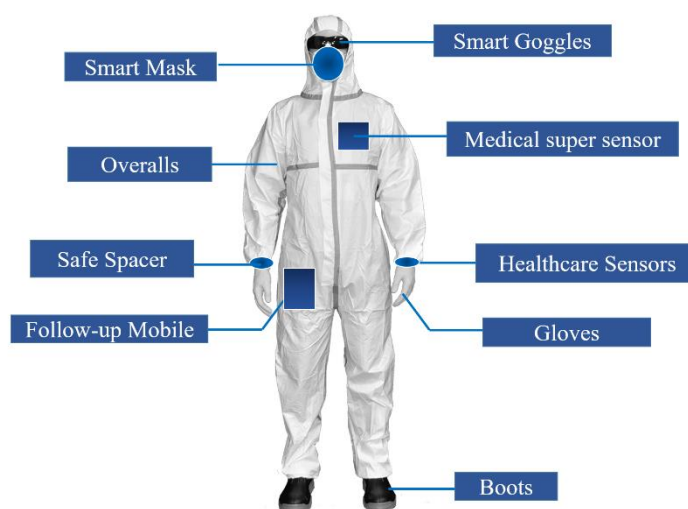 Smart Goggles
Smart Mask
Medical super sensor
Overalls
Safe Spacer
Healthcare Sensors
Follow-up Mobile
Gloves
Boots